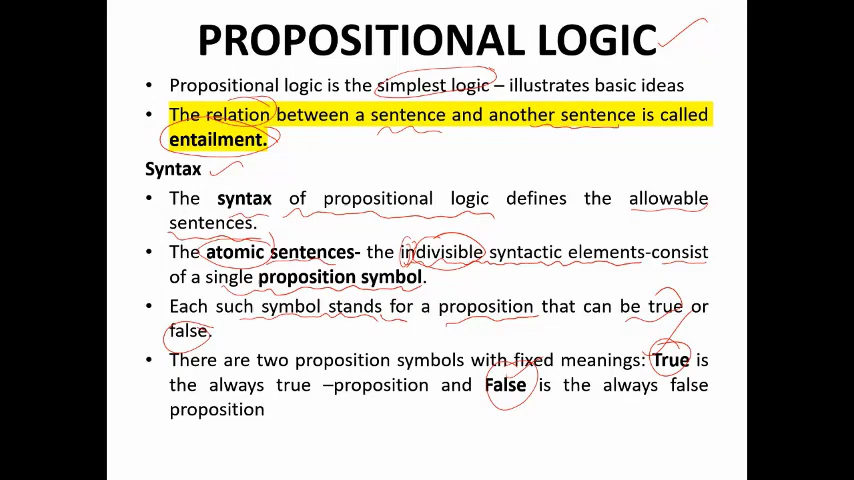 PROPOSITIONAL LOGIC
• Propositional logic is the simplest logic – illustrates basic ideas
• The relation between a sentence and another sentence is called
entailment.
Syntax
• The syntax of propositional logic defines the allowable
sentences.
• The atomic sentences- the indivisible syntactic elements-consist
of a single proposition symbol.
• Each such symbol stands for a proposition that can be true or
false.
• There are two proposition symbols with fixed meanings: True is
the always true –proposition and False is the always false
proposition